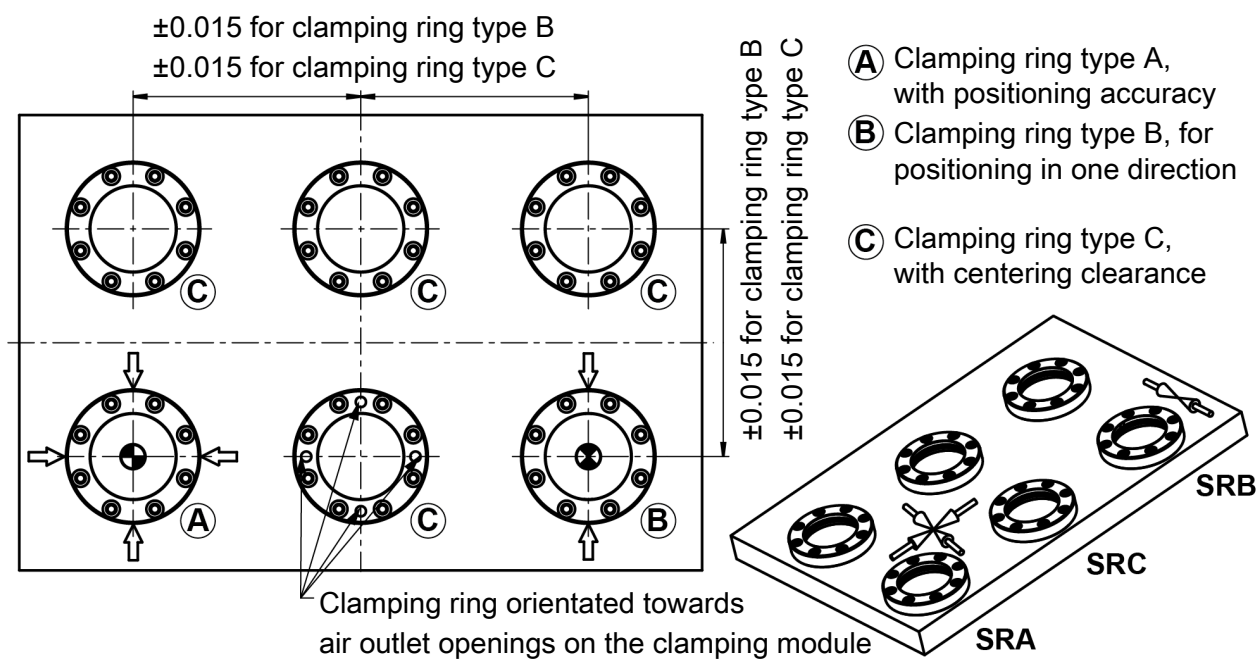 ±0.015 for clamping ring type B
±0.015 for clamping ring type C
±0.015 for clamping ring type B
±0.015 for clamping ring type C
A Clamping ring type A,
with positioning accuracy
B Clamping ring type B, for
positioning in one direction
C Clamping ring type C,
with centering clearance
C
C
C
A
C
B
Clamping ring orientated towards
air outlet openings on the clamping module
SRB
SRC
SRA